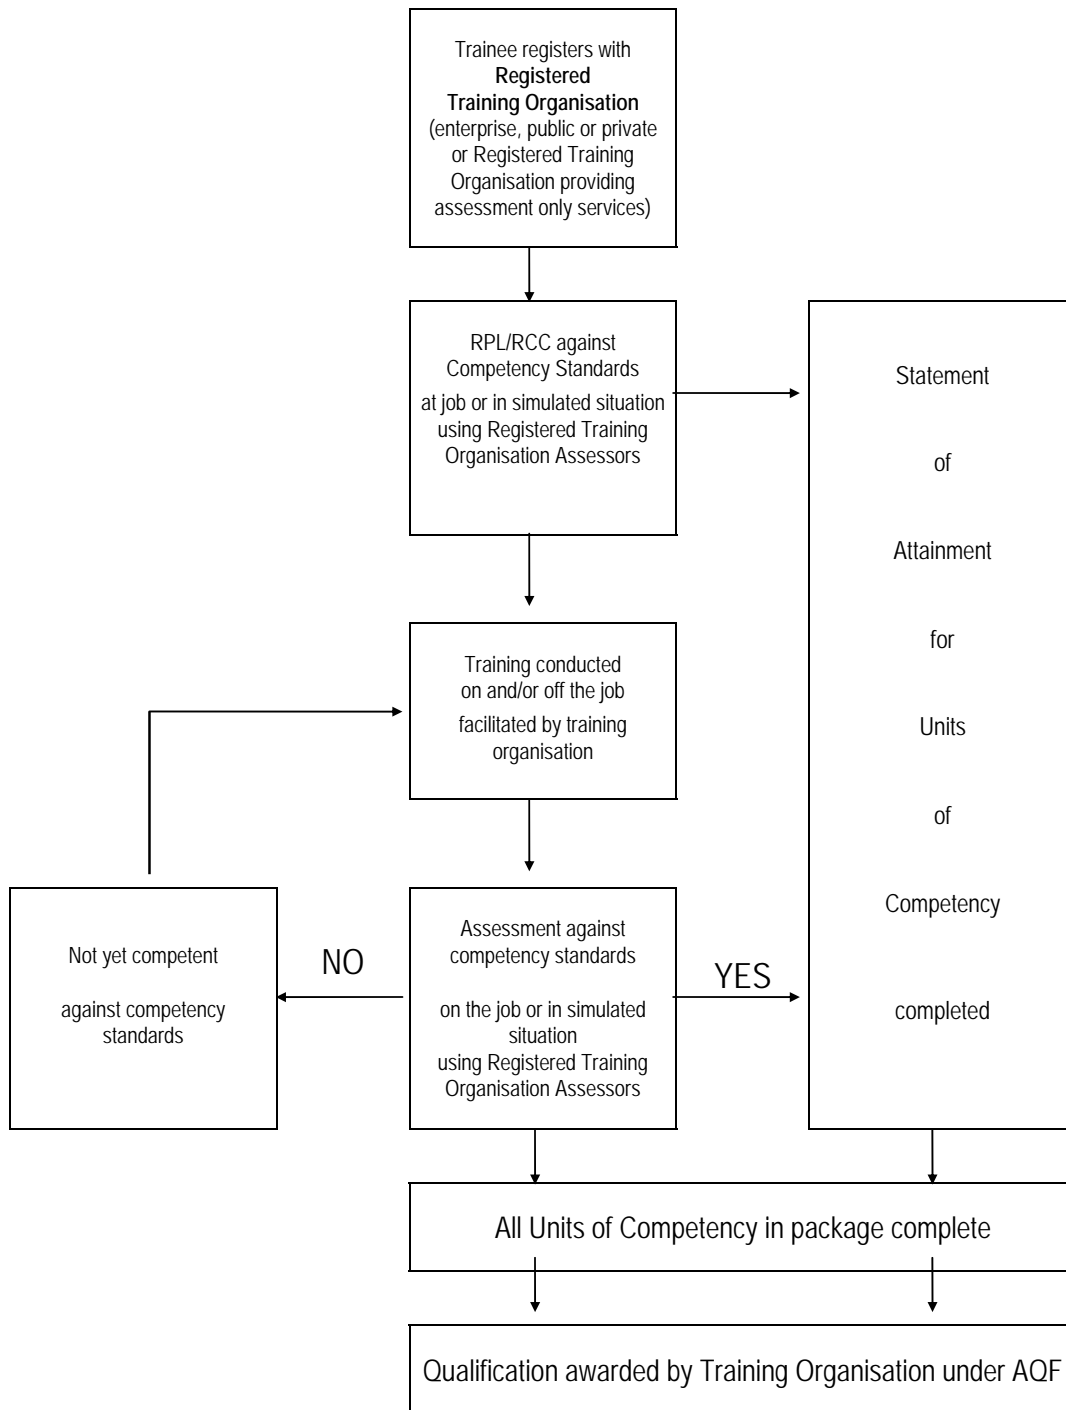 Trainee registers with
Registered
Training Organisation
(enterprise, public or private
or Registered Training
Organisation providing
assessment only services)
RPL/RCC against
Competency Standards
at job or in simulated situation
using Registered Training
Organisation Assessors
Statement
of
Attainment
for
Units
of
Competency
completed
Training conducted
on and/or off the job
facilitated by training
organisation
Not yet competent
against competency
standards
NO
Assessment against
competency standards
on the job or in simulated
situation
using Registered Training
Organisation Assessors
YES
All Units of Competency in package complete
Qualification awarded by Training Organisation under AQF